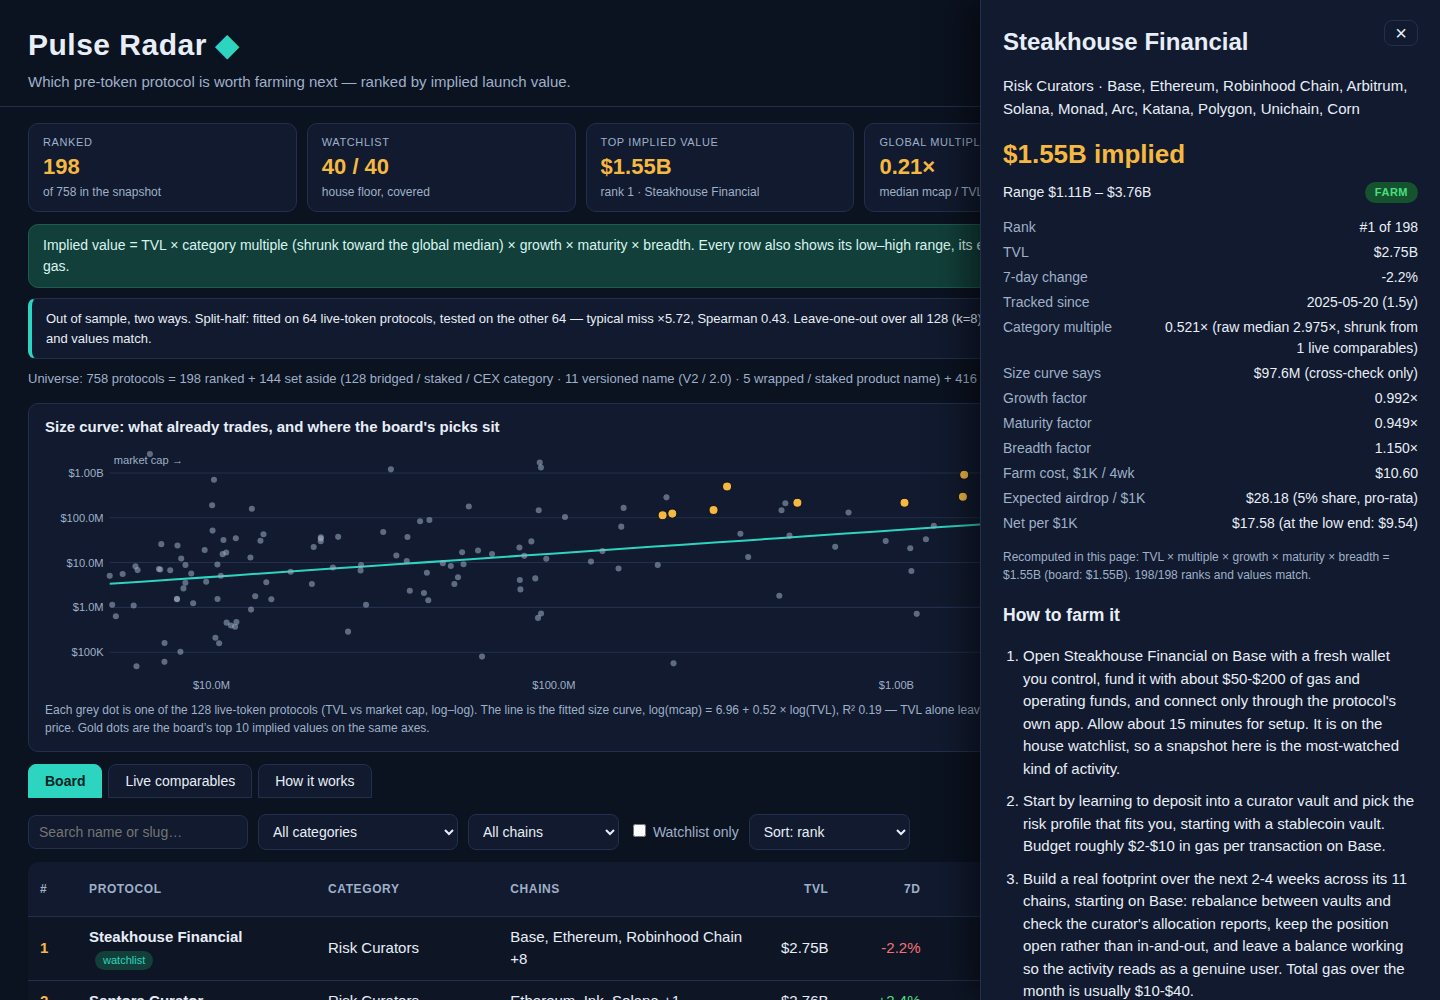 Pulse Radar
Which pre-token protocol is worth farming next — ranked by implied launch value.
RANKED
198
of 758 in the snapshot
WATCHLIST
40 / 40
house floor, covered
TOP IMPLIED VALUE
$1.55B
rank 1 · Steakhouse Financial
GLOBAL MULTIPL
0.21×
median mcap / TVL
Implied value = TVL × category multiple (shrunk toward the global median) × growth × maturity × breadth. Every row also shows its low–high range, its e
gas.
Out of sample, two ways. Split-half: fitted on 64 live-token protocols, tested on the other 64 — typical miss ×5.72, Spearman 0.43. Leave-one-out over all 128 (k=8)
and values match.
Universe: 758 protocols = 198 ranked + 144 set aside (128 bridged / staked / CEX category · 11 versioned name (V2 / 2.0) · 5 wrapped / staked product name) + 416
Size curve: what already trades, and where the board's picks sit
market cap →
$1.00B
$100.0M
$10.0M
$1.0M
$100K
$10.0M
$100.0M
$1.00B
Each grey dot is one of the 128 live-token protocols (TVL vs market cap, log–log). The line is the fitted size curve, log(mcap) = 6.96 + 0.52 × log(TVL), R² 0.19 — TVL alone leav
price. Gold dots are the board's top 10 implied values on the same axes.
Board
Live comparables
How it works
Search name or slug…
All categories
All chains
Watchlist only
Sort: rank
# PROTOCOL CATEGORY CHAINS TVL 7D
1 Steakhouse Financial Risk Curators Base, Ethereum, Robinhood Chain $2.75B -2.2%
watchlist +8
2 Sentora Curator Risk Curators Ethereum, Ink, Solana +1 $2.76B +2.4%
Steakhouse Financial
✕
Risk Curators · Base, Ethereum, Robinhood Chain, Arbitrum,
Solana, Monad, Arc, Katana, Polygon, Unichain, Corn
$1.55B implied
Range $1.11B – $3.76B
FARM
Rank #1 of 198
TVL $2.75B
7-day change -2.2%
Tracked since 2025-05-20 (1.5y)
Category multiple 0.521× (raw median 2.975×, shrunk from
1 live comparables)
Size curve says $97.6M (cross-check only)
Growth factor 0.992×
Maturity factor 0.949×
Breadth factor 1.150×
Farm cost, $1K / 4wk $10.60
Expected airdrop / $1K $28.18 (5% share, pro-rata)
Net per $1K $17.58 (at the low end: $9.54)
Recomputed in this page: TVL × multiple × growth × maturity × breadth =
$1.55B (board: $1.55B). 198/198 ranks and values match.
How to farm it
1. Open Steakhouse Financial on Base with a fresh wallet
you control, fund it with about $50-$200 of gas and
operating funds, and connect only through the protocol's
own app. Allow about 15 minutes for setup. It is on the
house watchlist, so a snapshot here is the most-watched
kind of activity.
2. Start by learning to deposit into a curator vault and pick the
risk profile that fits you, starting with a stablecoin vault.
Budget roughly $2-$10 in gas per transaction on Base.
3. Build a real footprint over the next 2-4 weeks across its 11
chains, starting on Base: rebalance between vaults and
check the curator's allocation reports, keep the position
open rather than in-and-out, and leave a balance working
so the activity reads as a genuine user. Total gas over the
month is usually $10-$40.